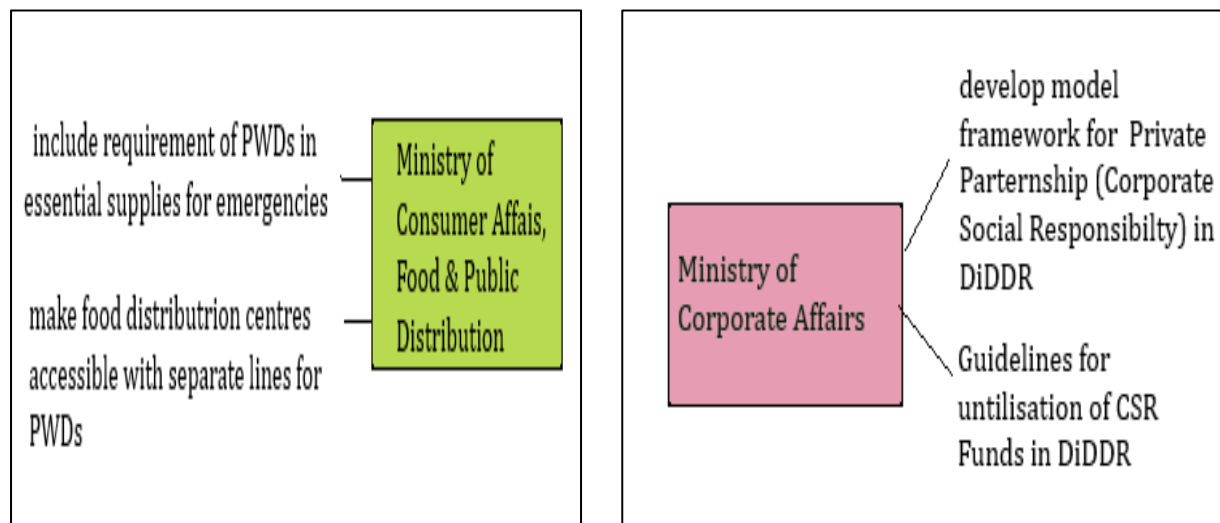 include requirement of PWDs in
essential supplies for emergencies
make food distributrion centres
accessible with separate lines for
PWDs
Ministry of
Consumer Affais,
Food & Public
Distribution
Ministry of
Corporate Affairs
develop model
framework for Private
Parternship (Corporate
Social Responsibilty) in
DiDDR
Guidelines for
untilisation of CSR
Funds in DiDDR